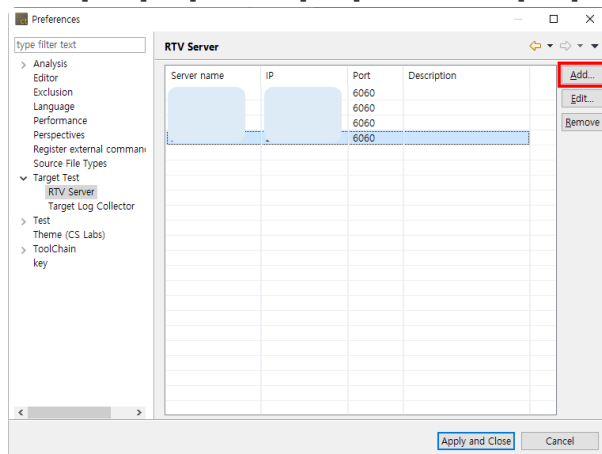 Preferences
type filter text
RTV Server
Analysis
Editor
Exclusion
Language
Performance
Perspectives
Register external comman
Source File Types
Target Test
RTV Server
Target Log Collector
Test
Theme (CS Labs)
ToolChain
key
Server name IP Port Description
6060
6060
6060
6060
Add...
Edit...
Remove
Apply and Close Cancel